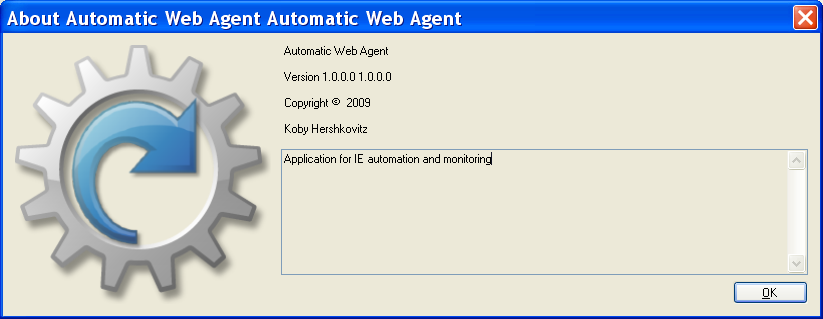 About Automatic Web Agent Automatic Web Agent
Automatic Web Agent
Version 1.0.0.0 1.0.0.0
Copyright © 2009
Koby Hershkovitz
Application for IE automation and monitoring
OK